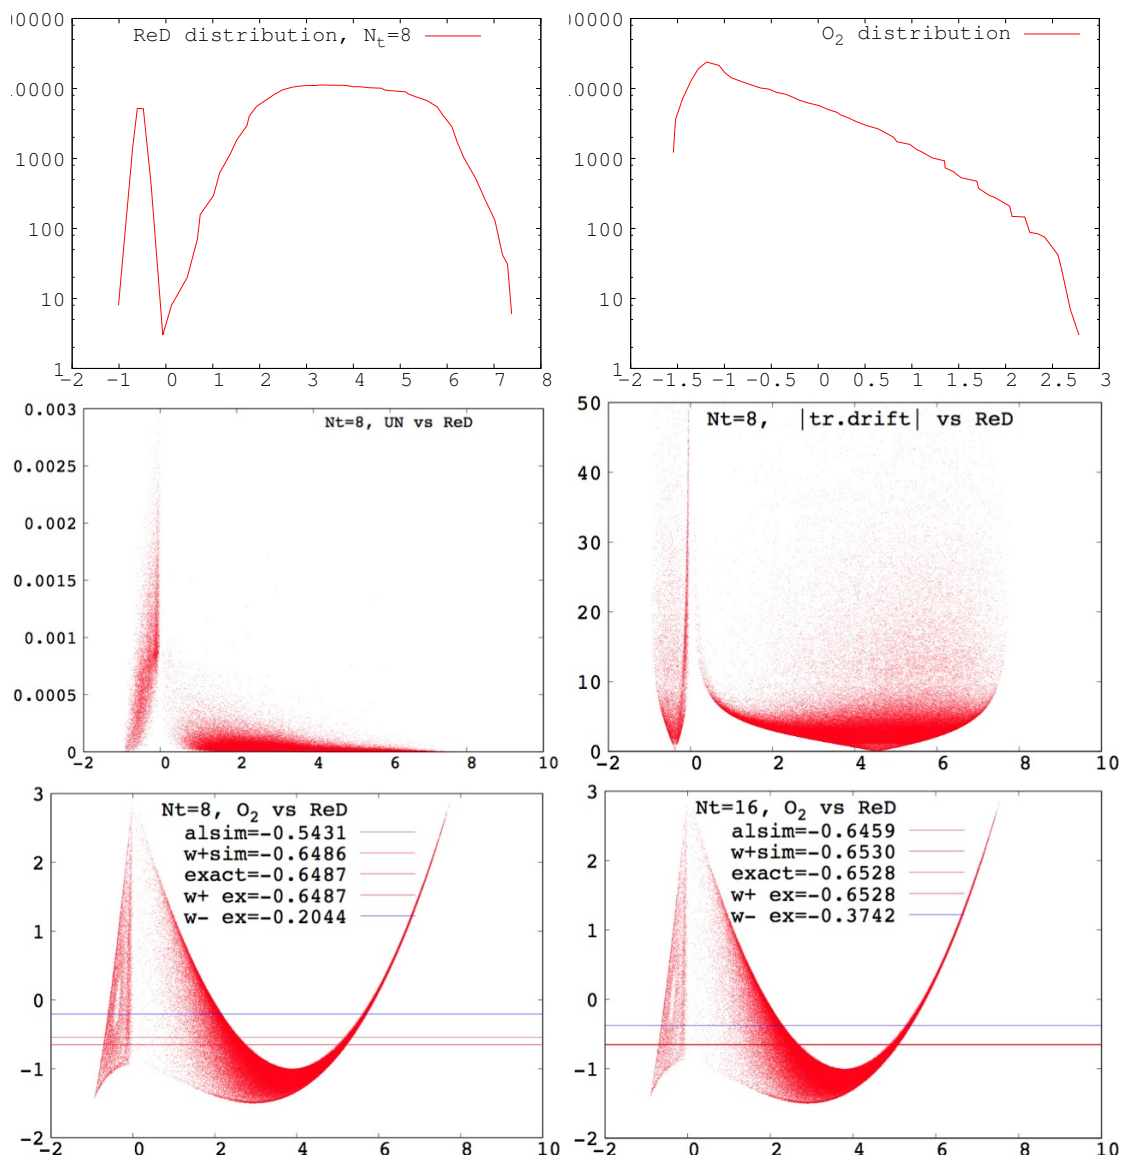 ReD distribution, Nt=8
1000
100
10
1
-2 -1 0 1 2 3 4 5 6 7 8
O2 distribution
1000
100
10
1
-2 -1.5 -1 -0.5 0 0.5 1 1.5 2 2.5 3
Nt=8, UN vs ReD
0.003
0.0025
0.002
0.0015
0.001
0.0005
0
-2 0 2 4 6 8 10
Nt=8, |tr.drift| vs ReD
50
40
30
20
10
0
-2 0 2 4 6 8 10
Nt=8, O2 vs ReD
alsim=-0.5431
w+sim=-0.6486
exact=-0.6487
w+ ex=-0.6487
w- ex=-0.2044
3
2
1
0
-1
-2
-2 0 2 4 6 8 10
Nt=16, O2 vs ReD
alsim=-0.6459
w+sim=-0.6530
exact=-0.6528
w+ ex=-0.6528
w- ex=-0.3742
3
2
1
0
-1
-2
-2 0 2 4 6 8 10